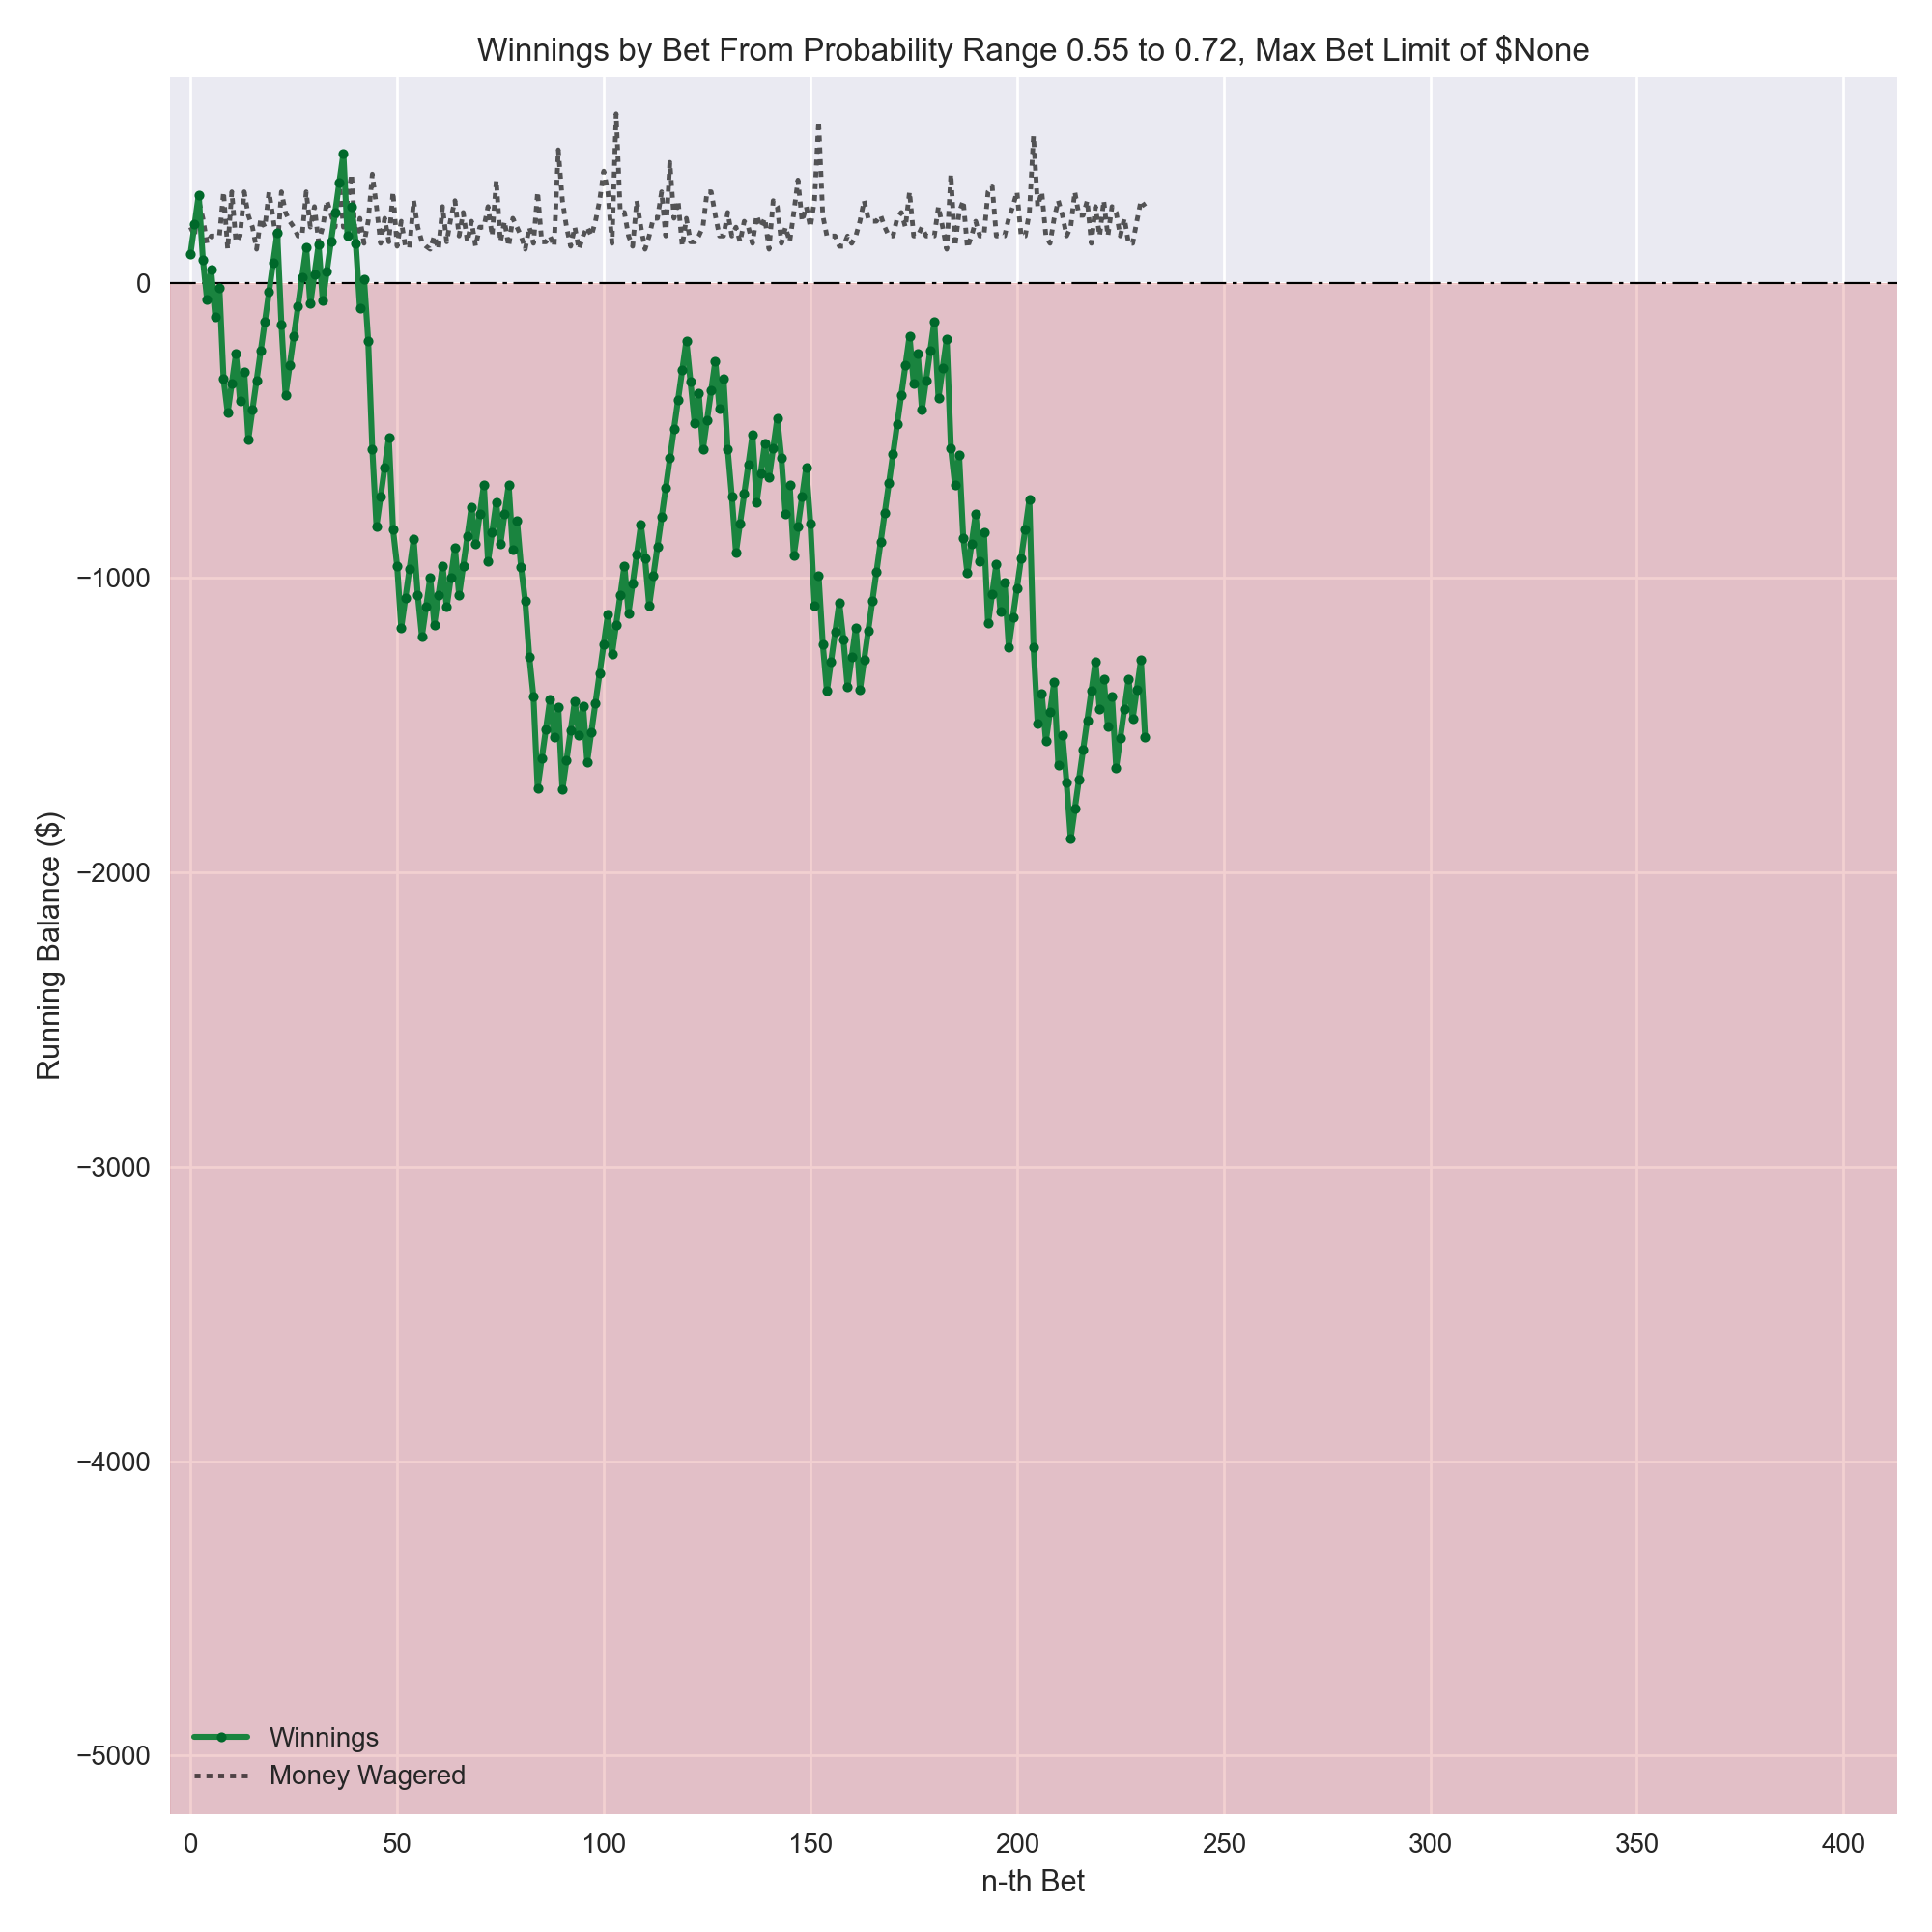 Winnings by Bet From Probability Range 0.55 to 0.72, Max Bet Limit of $None
Running Balance ($)
0
−1000
−2000
−3000
−4000
−5000
Winnings
Money Wagered
0 50 100 150 200 250 300 350 400
n-th Bet